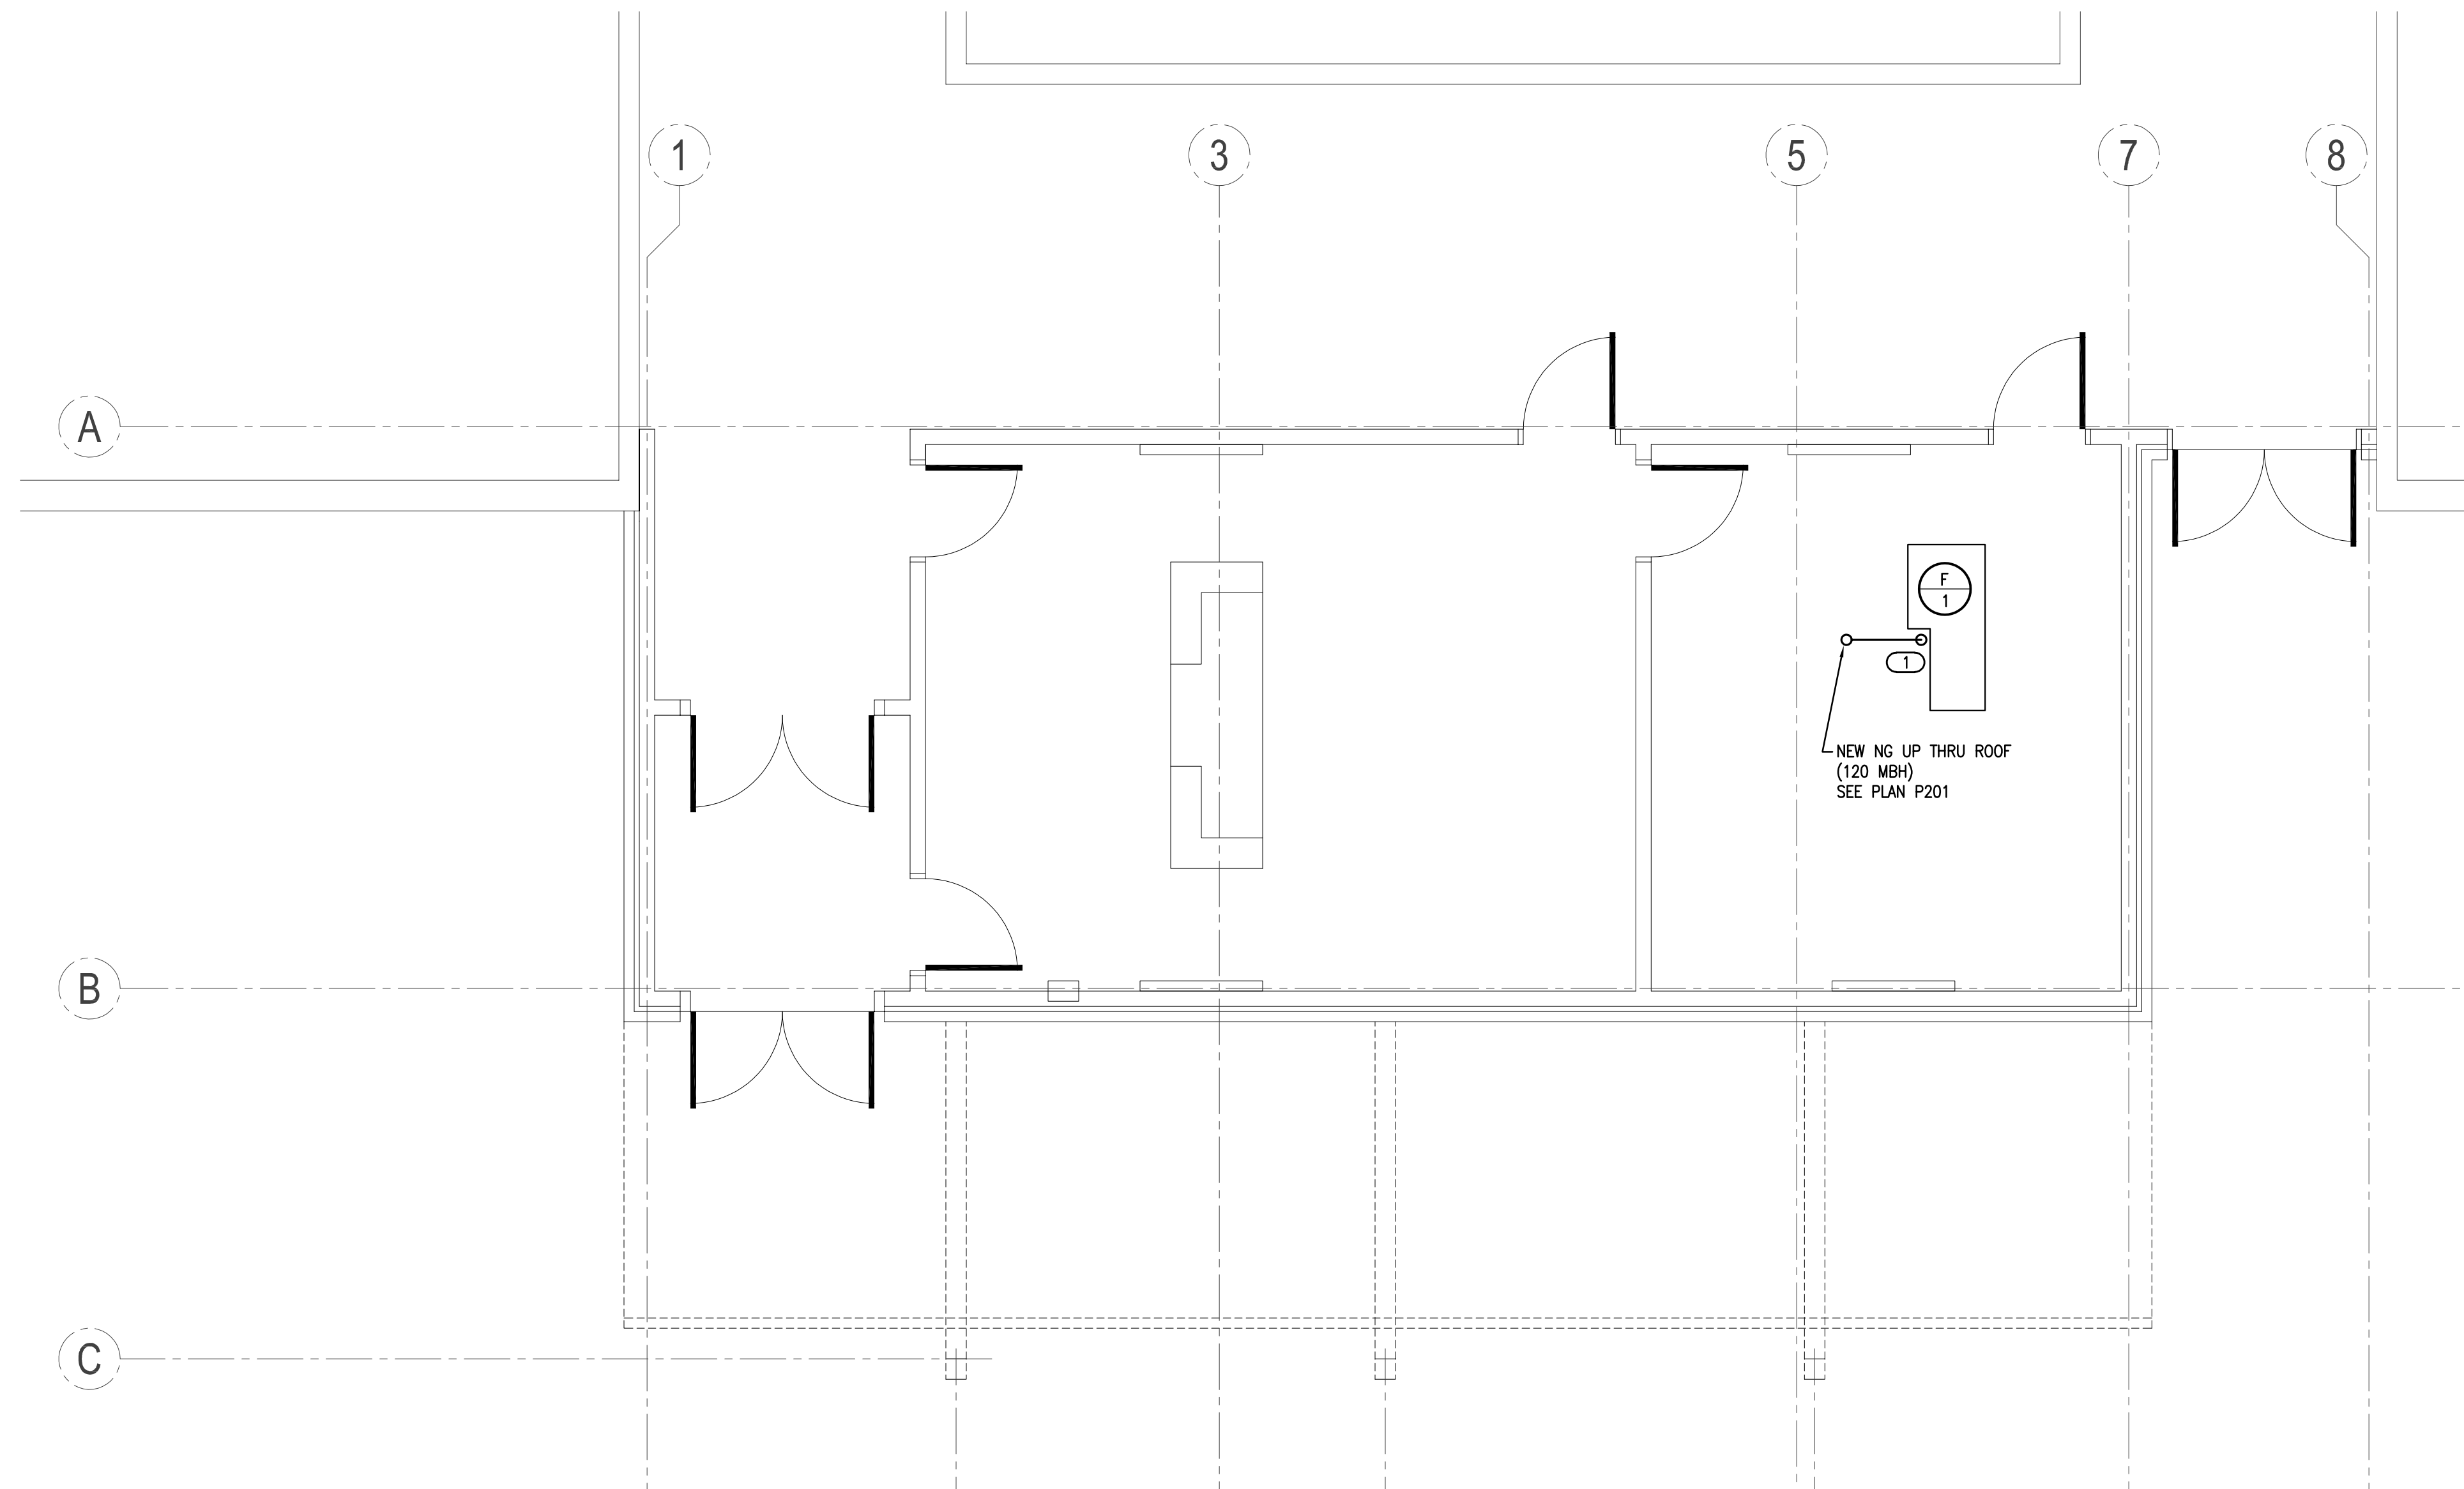 1
3
5
7
8
A
F
1
1
NEW NG UP THRU ROOF
(120 MBH)
SEE PLAN P201
B
C